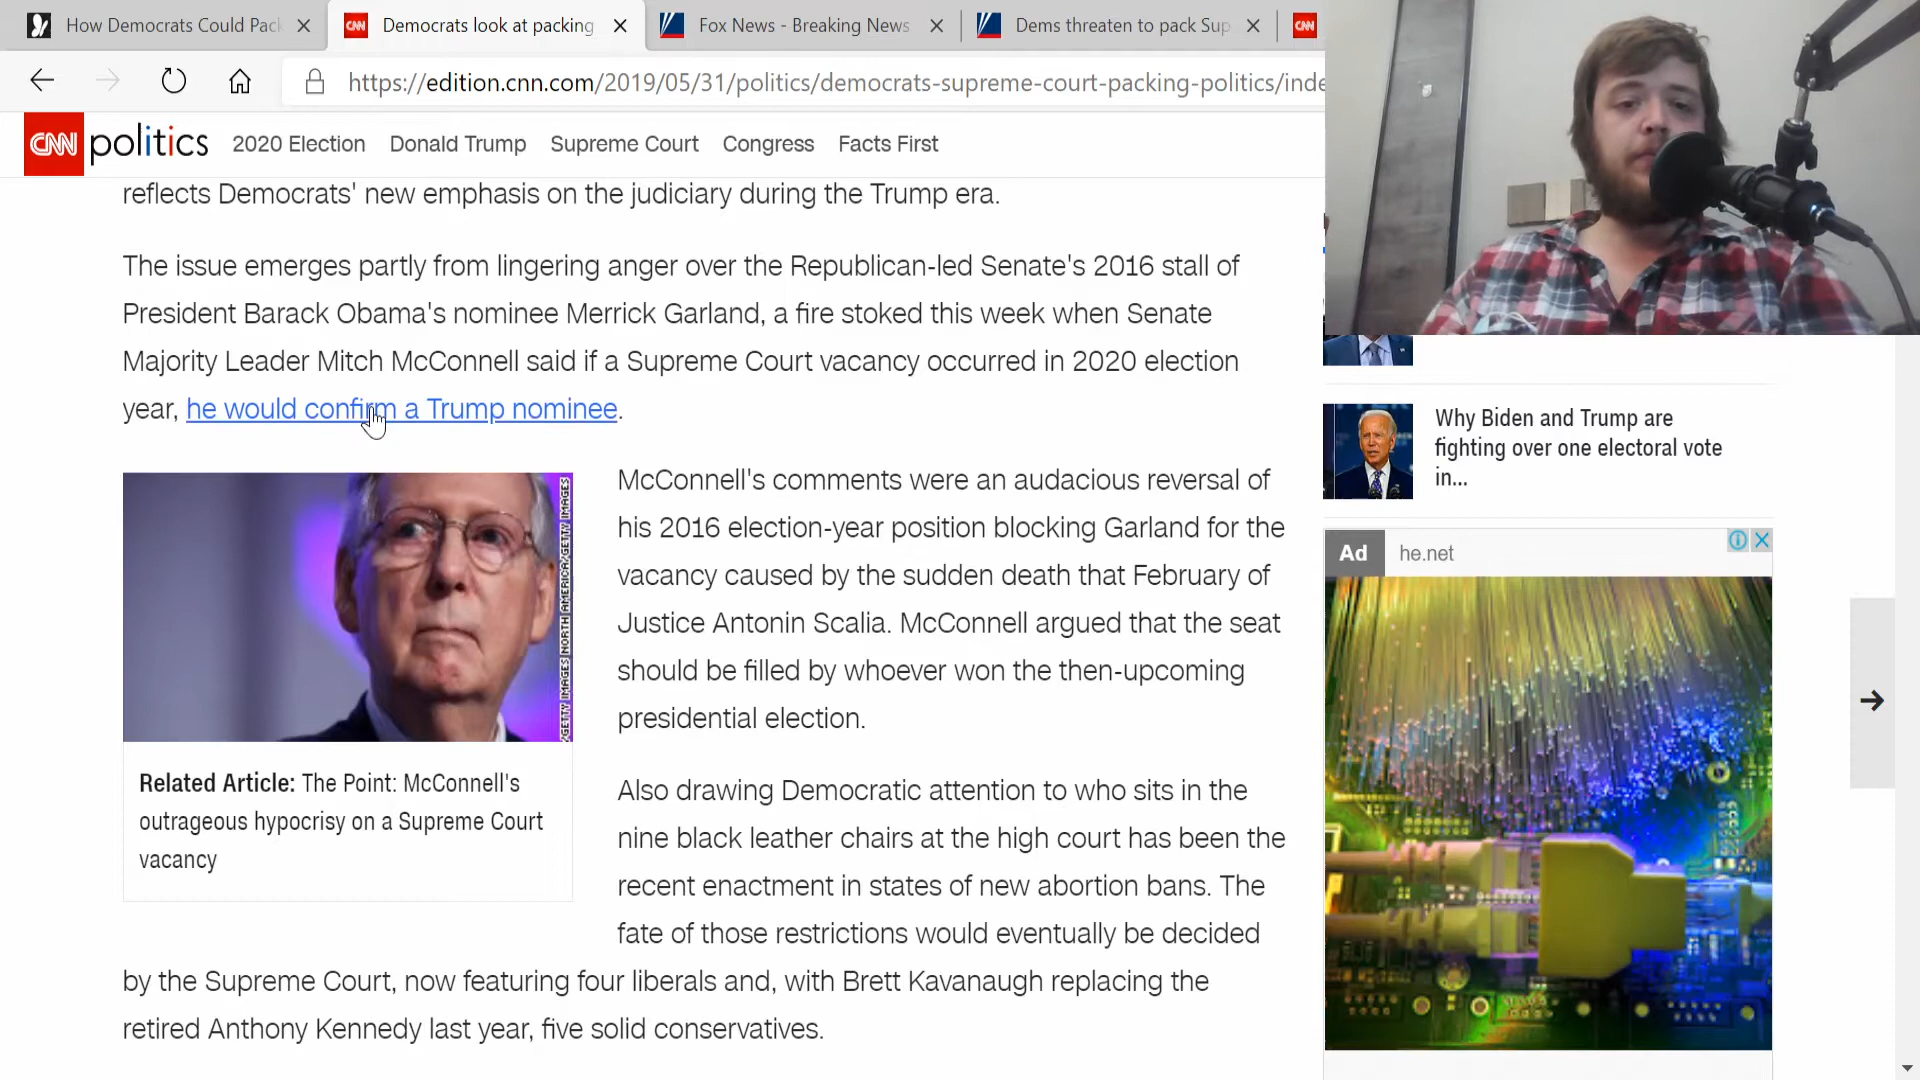 How Democrats Could Pac
Democrats look at packing
Fox News - Breaking News
Dems threaten to pack Sup
CNN
CNN
https://edition.cnn.com/2019/05/31/politics/democrats-supreme-court-packing-politics/inde
CNN politics
2020 Election
Donald Trump
Supreme Court
Congress
Facts First
reflects Democrats' new emphasis on the judiciary during the Trump era.
The issue emerges partly from lingering anger over the Republican-led Senate's 2016 stall of
President Barack Obama's nominee Merrick Garland, a fire stoked this week when Senate
Majority Leader Mitch McConnell said if a Supreme Court vacancy occurred in 2020 election
year, he would confirm a Trump nominee.
McConnell's comments were an audacious reversal of
his 2016 election-year position blocking Garland for the
vacancy caused by the sudden death that February of
Justice Antonin Scalia. McConnell argued that the seat
should be filled by whoever won the then-upcoming
presidential election.
/GETTY IMAGES NORTH AMERICA/GETTY IMAGES
Related Article: The Point: McConnell's
outrageous hypocrisy on a Supreme Court
vacancy
Also drawing Democratic attention to who sits in the
nine black leather chairs at the high court has been the
recent enactment in states of new abortion bans. The
fate of those restrictions would eventually be decided
by the Supreme Court, now featuring four liberals and, with Brett Kavanaugh replacing the
retired Anthony Kennedy last year, five solid conservatives.
Why Biden and Trump are
fighting over one electoral vote
in...
Ad
he.net